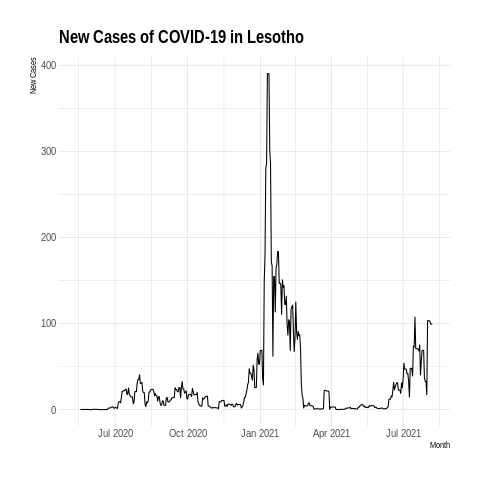 New Cases of COVID-19 in Lesotho
New Cases
400
300
200
100
0
Jul 2020 Oct 2020 Jan 2021 Apr 2021 Jul 2021
Month